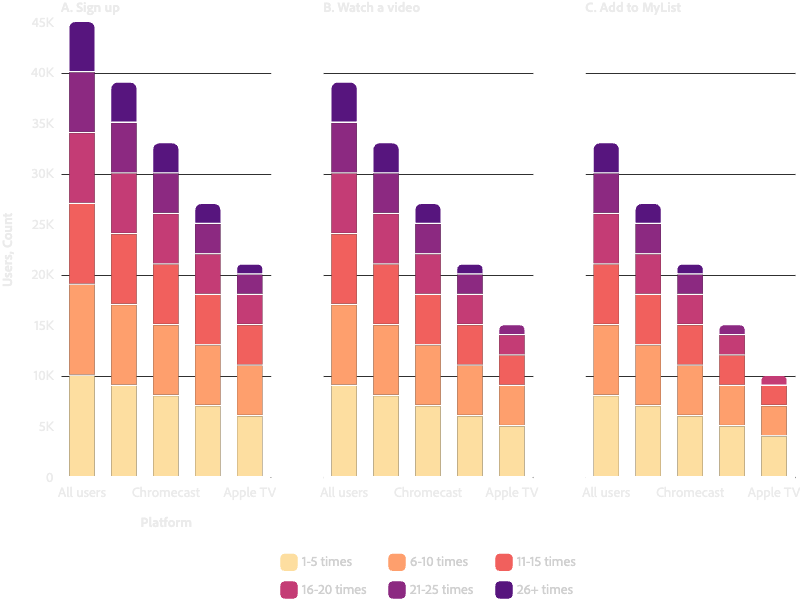 A. Sign up
B. Watch a video
C. Add to MyList
45K
40K
35K
30K
25K
20K
15K
10K
5K
0
Users, Count
All users
Chromecast
Apple TV
All users
Chromecast
Apple TV
All users
Chromecast
Apple TV
Platform
1-5 times
6-10 times
11-15 times
16-20 times
21-25 times
26+ times